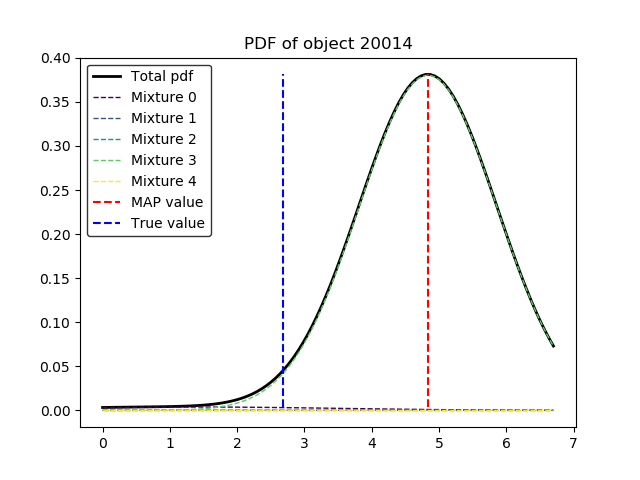 PDF of object 20014
0.40
0.35
0.30
0.25
0.20
0.15
0.10
0.05
0.00
Total pdf
Mixture 0
Mixture 1
Mixture 2
Mixture 3
Mixture 4
MAP value
True value
0 1 2 3 4 5 6 7